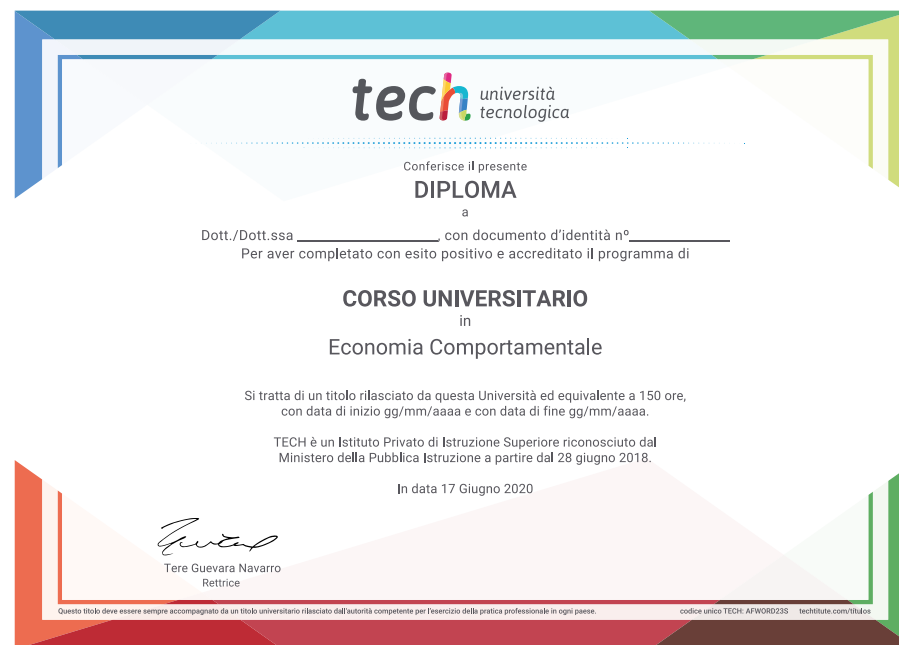 tech università
tecnologica
Conferisce il presente
DIPLOMA
a
Dott./Dott.ssa ____________________, con documento d'identità nº______________
Per aver completato con esito positivo e accreditato il programma di
CORSO UNIVERSITARIO
in
Economia Comportamentale
Si tratta di un titolo rilasciato da questa Università ed equivalente a 150 ore,
con data di inizio gg/mm/aaaa e con data di fine gg/mm/aaaa.
TECH è un Istituto Privato di Istruzione Superiore riconosciuto dal
Ministero della Pubblica Istruzione a partire dal 28 giugno 2018.
In data 17 Giugno 2020
Tere Guevara Navarro
Rettrice
Questo titolo deve essere sempre accompagnato da un titolo universitario rilasciato dall'autorità competente per l'esercizio della pratica professionale in ogni paese. codice unico TECH: AFWORD23S techtitute.com/títulos